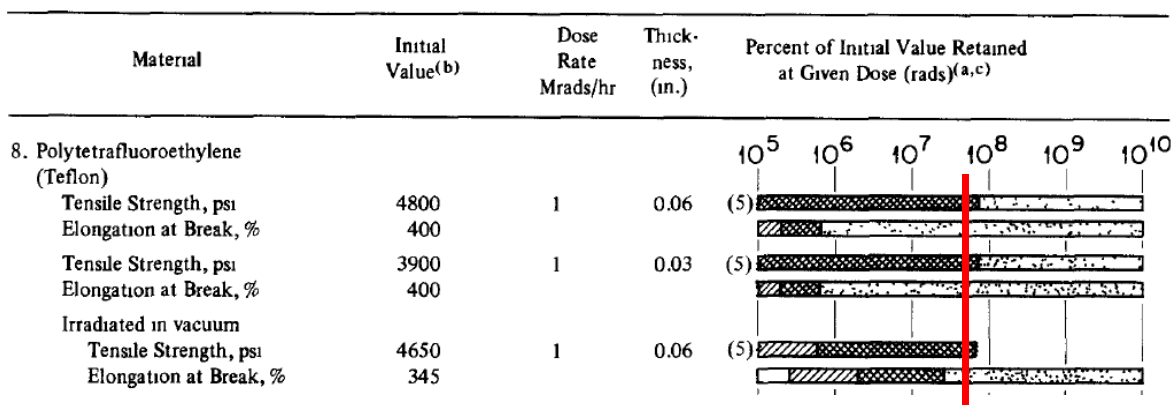 Material Initial Value(b) Dose Rate Mrads/hr Thick-ness, (in.) Percent of Initial Value Retained at Given Dose (rads)(a,c)
8. Polytetrafluoroethylene 10^5 10^6 10^7 10^8 10^9 10^10
(Teflon)
Tensile Strength, psi 4800 1 0.06 (5)
Elongation at Break, % 400
Tensile Strength, psi 3900 1 0.03 (5)
Elongation at Break, % 400
Irradiated in vacuum
Tensile Strength, psi 4650 1 0.06 (5)
Elongation at Break, % 345